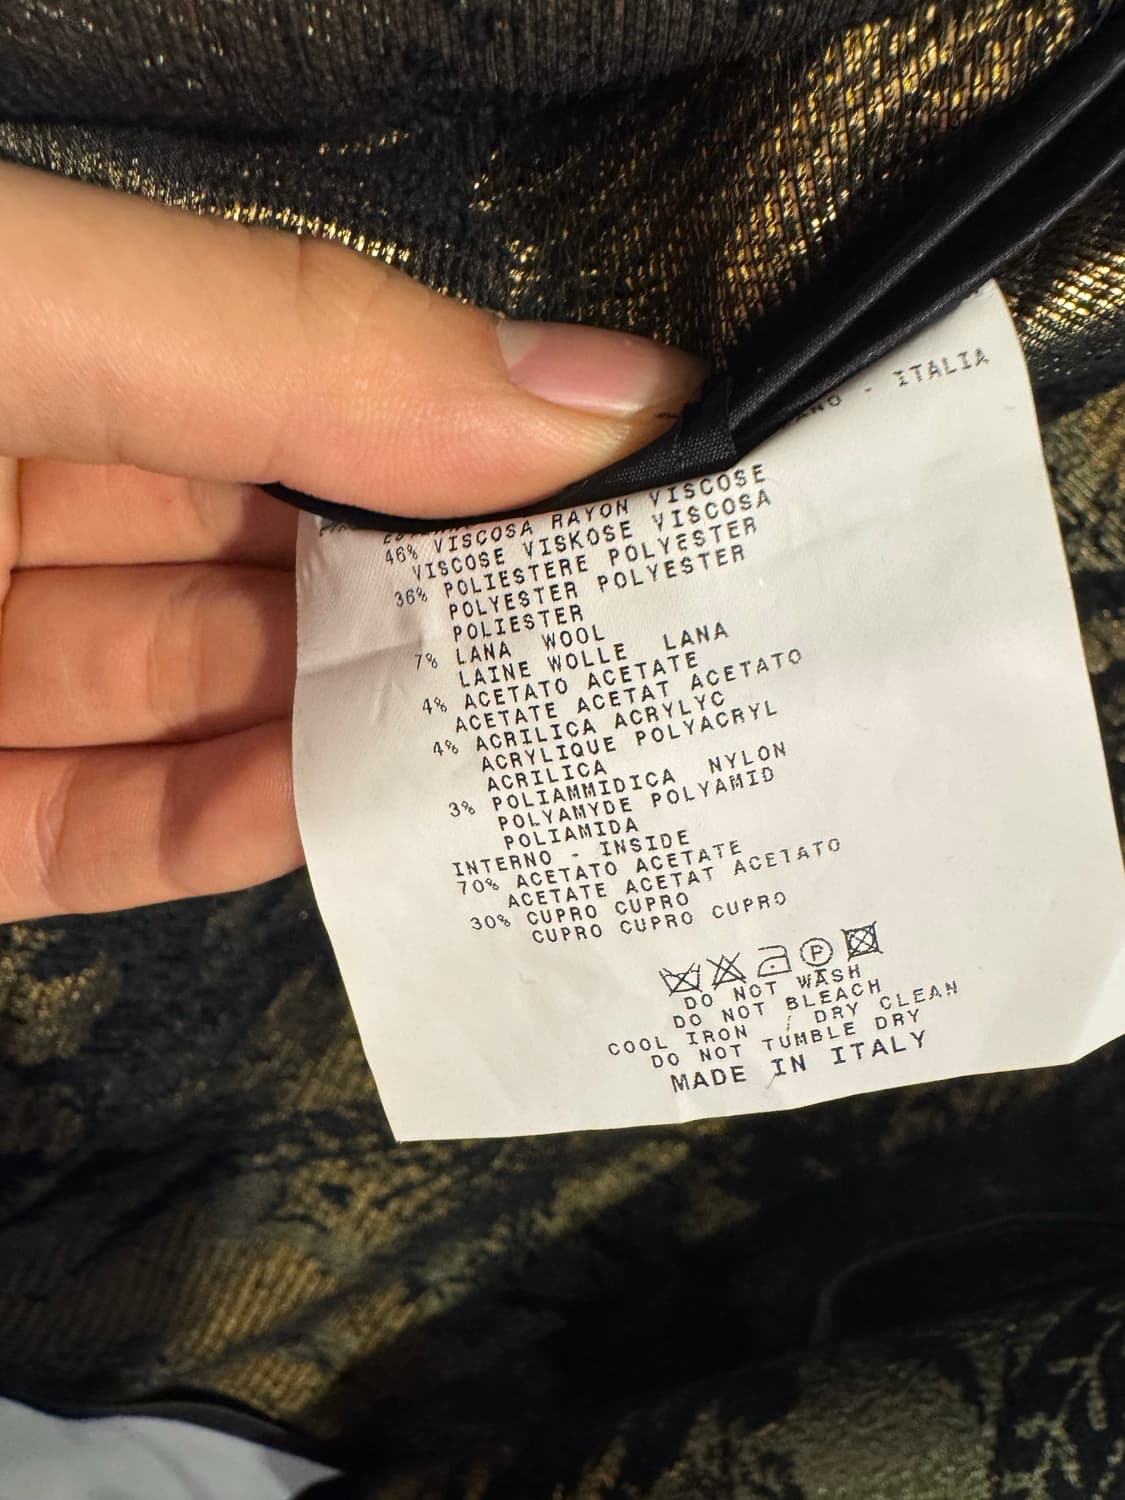 - ITALIA
46% VISCOSA RAYON VISCOSE
VISCOSE VISKOSE VISCOSA
36% POLIESTERE POLYESTER
POLYESTER POLYESTER
POLIESTER
7% LANA WOOL
LAINE WOLLE LANA
4% ACETATO ACETATE
ACETATE ACETAT ACETATO
4% ACRILICA ACRYLYC
ACRYLIQUE POLYACRYL
ACRILICA
3% POLIAMMIDICA NYLON
POLYAMYDE POLYAMID
POLIAMIDA
INTERNO - INSIDE
70% ACETATO ACETATE
ACETATE ACETAT ACETATO
30% CUPRO CUPRO
CUPRO CUPRO CUPRO
P
DO NOT WASH
DO NOT BLEACH
COOL IRON / DRY CLEAN
DO NOT TUMBLE DRY
MADE IN ITALY